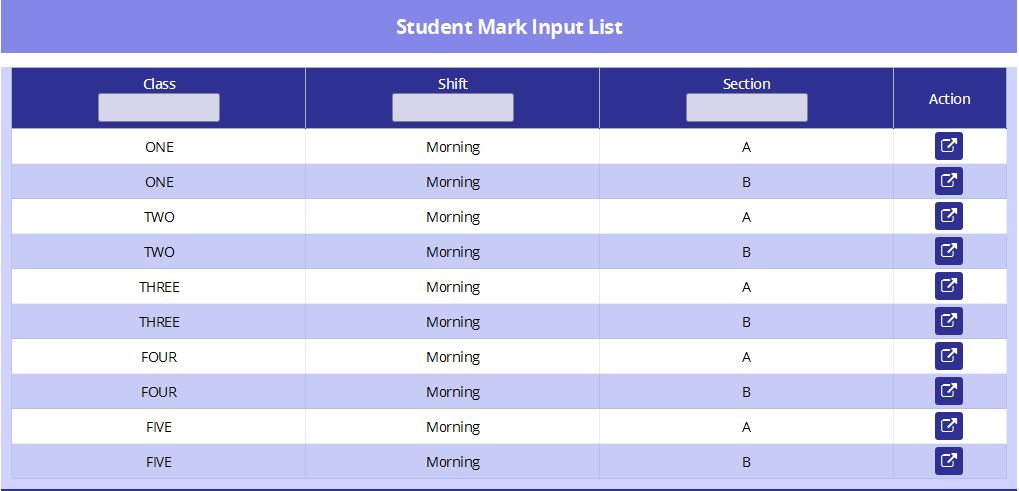 Student Mark Input List
Class Shift Section Action
ONE Morning A
ONE Morning B
TWO Morning A
TWO Morning B
THREE Morning A
THREE Morning B
FOUR Morning A
FOUR Morning B
FIVE Morning A
FIVE Morning B